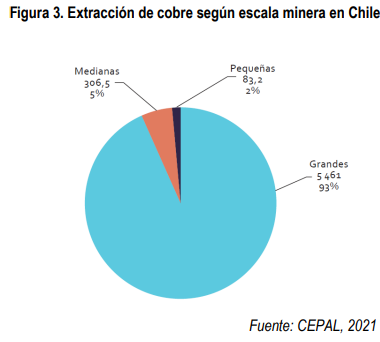 Figura 3. Extracción de cobre según escala minera en Chile
Medianas
306,5
5%
Pequeñas
83,2
2%
Grandes
5 461
93%
Fuente: CEPAL, 2021